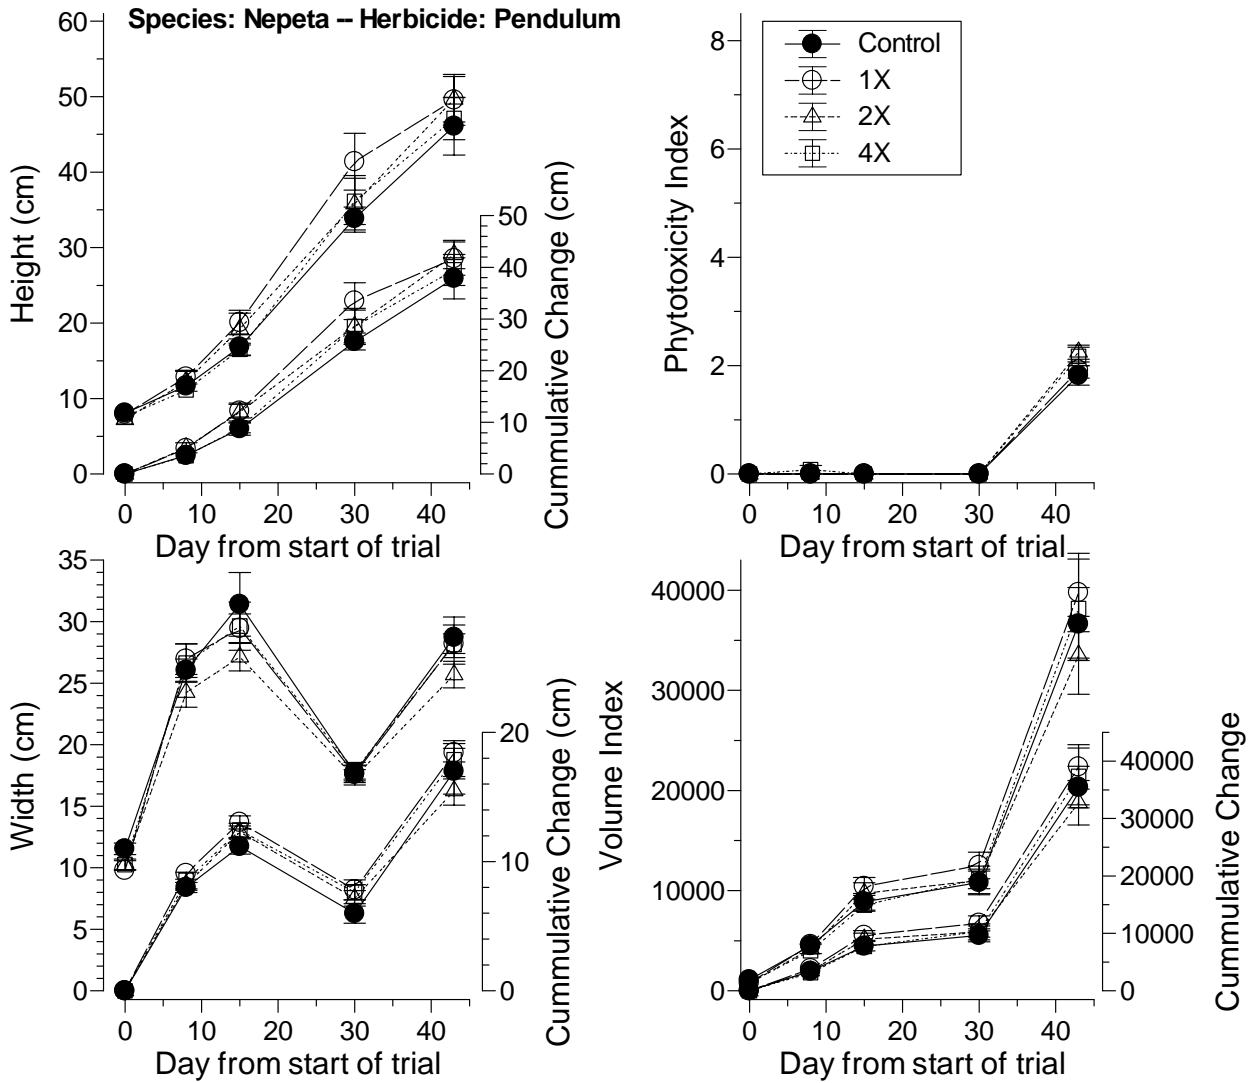 Species: Nepeta -- Herbicide: Pendulum
60
50
40
30
20
10
0
Height (cm)
50
40
30
20
10
0
Cummulative Change (cm)
0 10 20 30 40
Day from start of trial
8
6
4
2
0
Phytotoxicity Index
Control
1X
2X
4X
0 10 20 30 40
Day from start of trial
35
30
25
20
15
10
5
0
Width (cm)
20
10
0
Cummulative Change (cm)
0 10 20 30 40
Day from start of trial
40000
30000
20000
10000
0
Volume Index
40000
30000
20000
10000
0
Cummulative Change
0 10 20 30 40
Day from start of trial